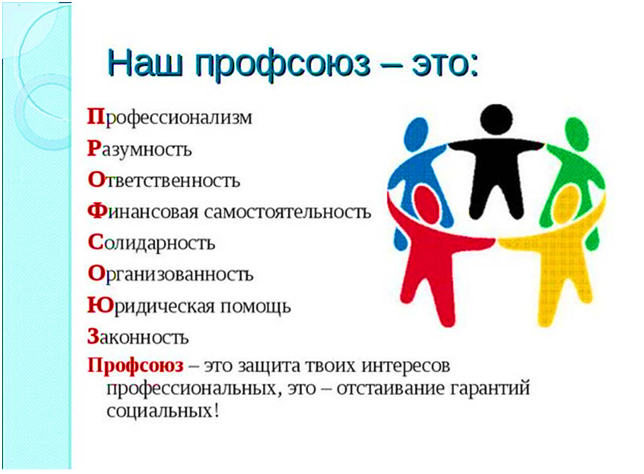 Наш профсоюз – это:
Профессионализм
Разумность
Ответственность
Финансовая самостоятельность
Солидарность
Организованность
Юридическая помощь
Законность
Профсоюз – это защита твоих интересов
профессиональных, это – отстаивание гарантий
социальных!